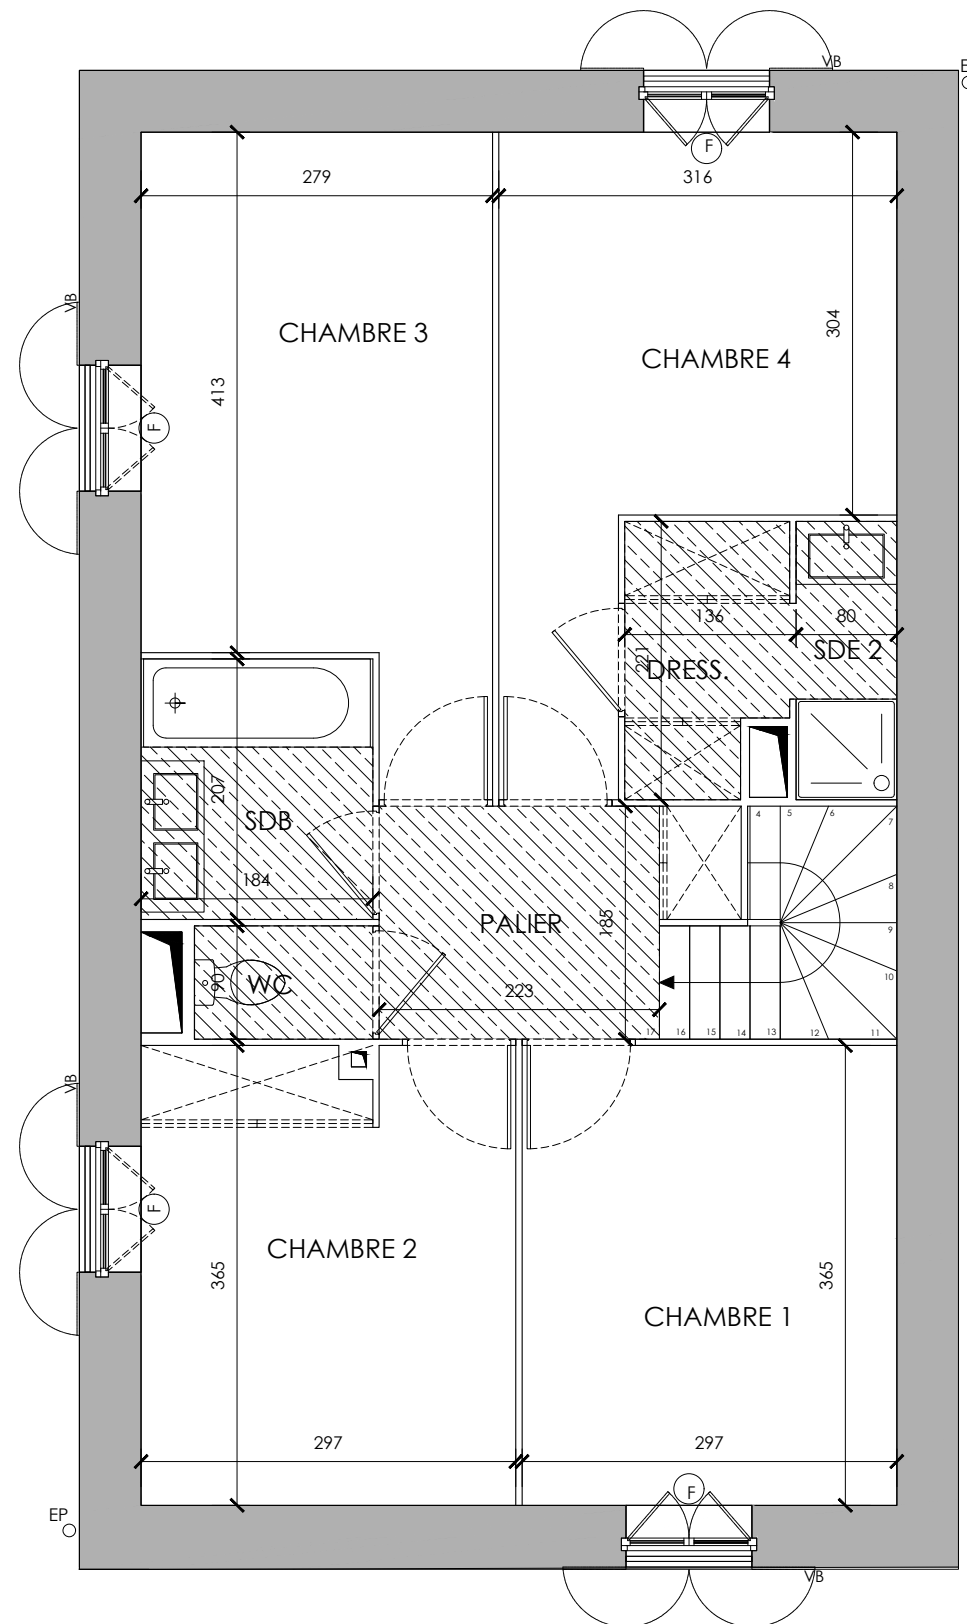 VB
E
F
279
316
VB
CHAMBRE 3
304
CHAMBRE 4
413
F
136
80
SDE 2
221
DRESS.
207
SDB
4
5
6
7
184
8
PALIER
185
9
90
WC
10
223
17
16
15
14
13
12
11
VB
F
CHAMBRE 2
365
365
CHAMBRE 1
297
297
F
EP
VB